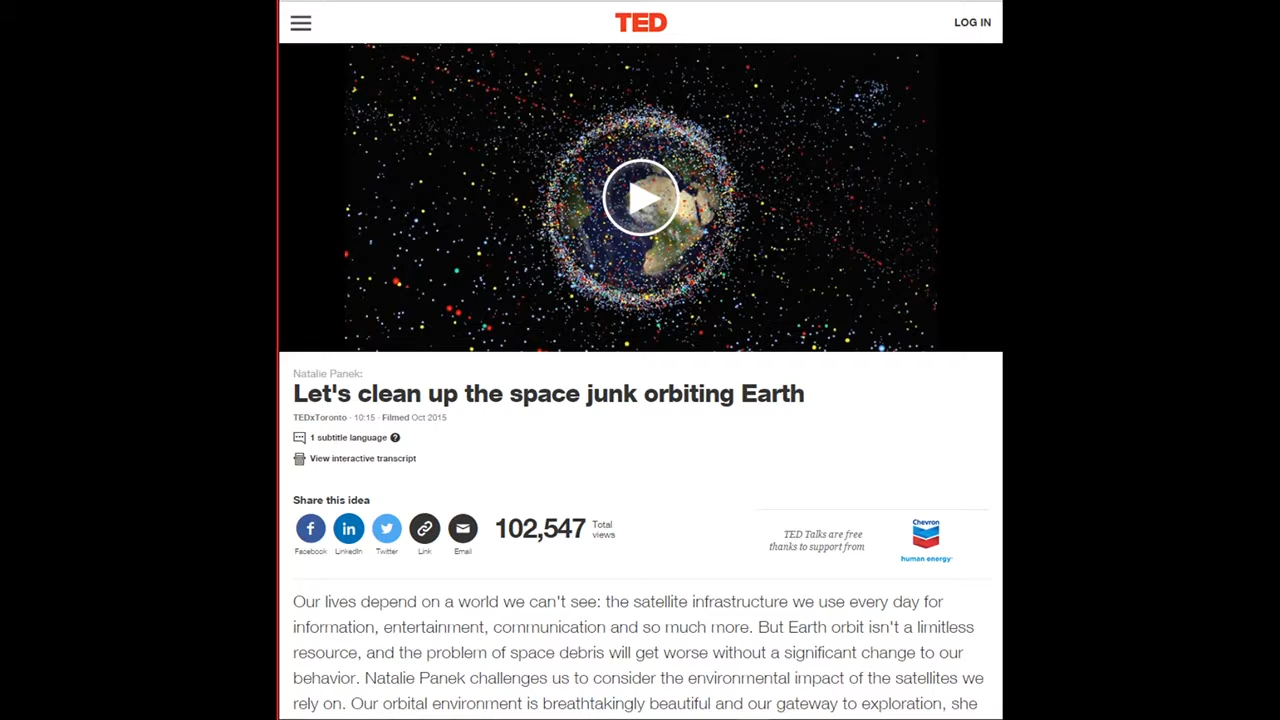 TED
LOG IN
Natalie Panek:
Let's clean up the space junk orbiting Earth
TEDxToronto · 10:15 · Filmed Oct 2015
1 subtitle language ?
View interactive transcript
Share this idea
f in
102,547 Total views
Facebook LinkedIn Twitter Link Email
TED Talks are free
thanks to support from
Chevron
human energy·
Our lives depend on a world we can't see: the satellite infrastructure we use every day for
information, entertainment, communication and so much more. But Earth orbit isn't a limitless
resource, and the problem of space debris will get worse without a significant change to our
behavior. Natalie Panek challenges us to consider the environmental impact of the satellites we
rely on. Our orbital environment is breathtakingly beautiful and our gateway to exploration, she